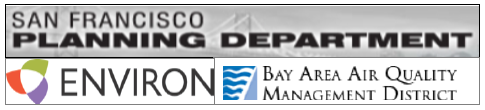 SAN FRANCISCO
PLANNING DEPARTMENT
ENVIRON
BAY AREA AIR QUALITY
MANAGEMENT DISTRICT